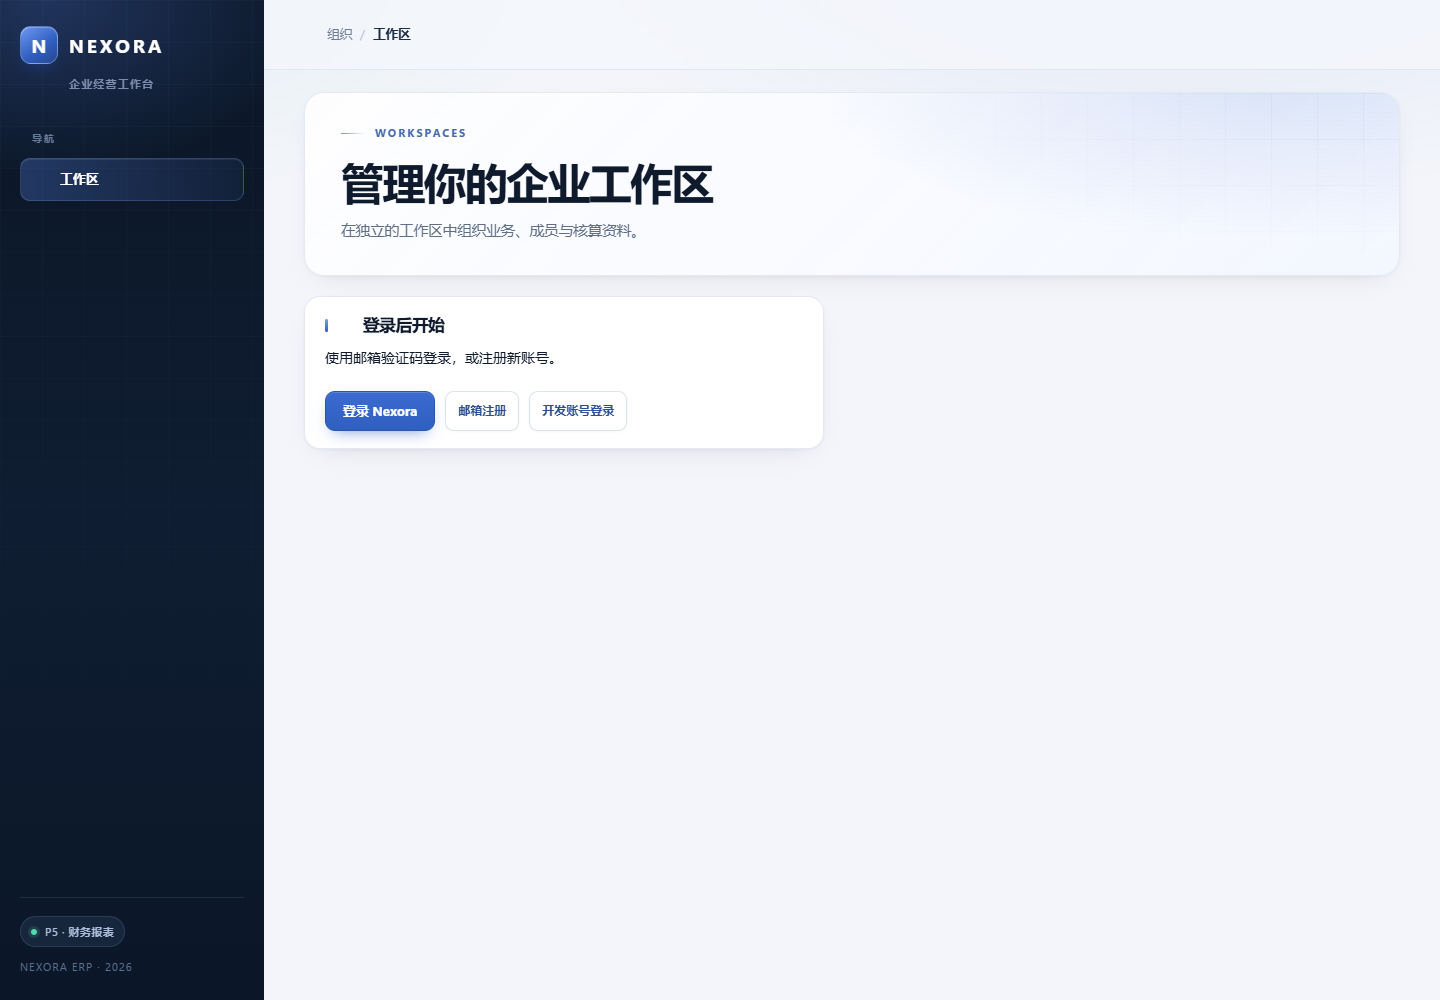 N NEXORA
企业经营工作台
导航
工作区
P5 · 财务报表
NEXORA ERP · 2026
组织 / 工作区
WORKSPACES
管理你的企业工作区
在独立的工作区中组织业务、成员与核算资料。
登录后开始
使用邮箱验证码登录，或注册新账号。
登录 Nexora 邮箱注册 开发账号登录